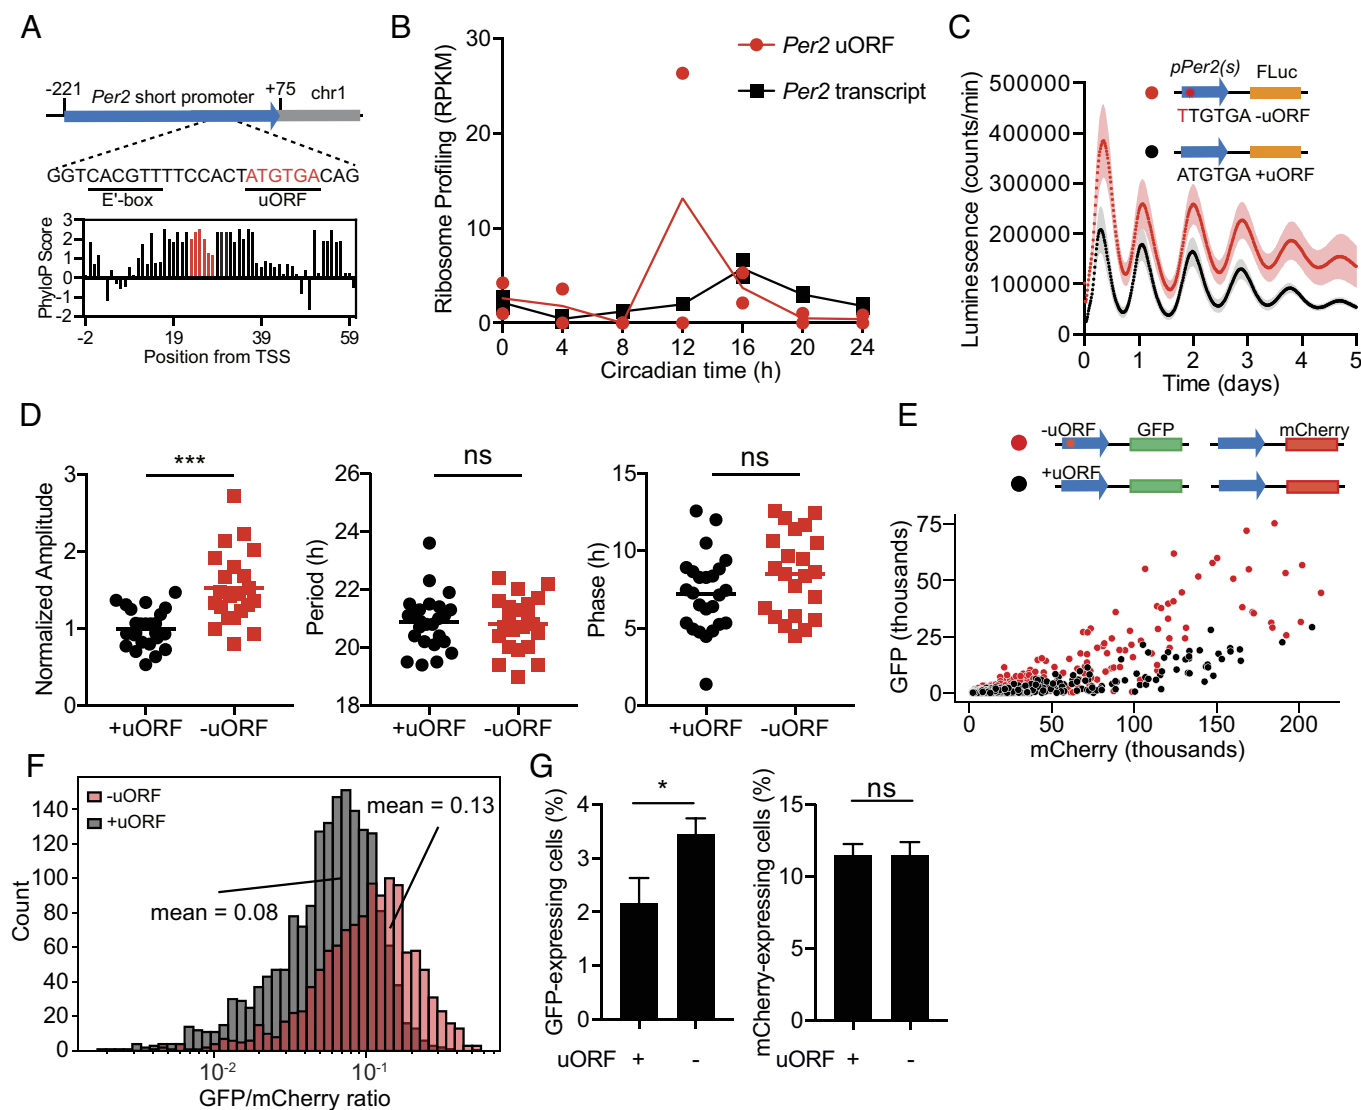 A
-221
Per2 short promoter
+75
chr1
GGTCACGTTTTCCACTATGTGACAG
E'-box
uORF
PhyloP Score
3
2
1
0
-1
-2
-2 19 39 59
Position from TSS
B
Ribosome Profiling (RPKM)
30
20
10
0
0 4 8 12 16 20 24
Circadian time (h)
Per2 uORF
Per2 transcript
C
Luminescence (counts/min)
500000
400000
300000
200000
100000
0
0 1 2 3 4 5
Time (days)
pPer2(s) FLuc
TTGTGA -uORF
ATGTGA +uORF
D
Normalized Amplitude
3
2
1
0
***
+uORF -uORF
Period (h)
26
24
22
20
18
ns
+uORF -uORF
Phase (h)
15
10
5
0
ns
+uORF -uORF
E
-uORF GFP mCherry
+uORF
GFP (thousands)
75
50
25
0
0 50 100 150 200
mCherry (thousands)
F
-uORF
+uORF
mean = 0.13
mean = 0.08
Count
140
120
100
80
60
40
20
0
10-2 10-1
GFP/mCherry ratio
G
GFP-expressing cells (%)
4
3
2
1
0
*
uORF + -
mCherry-expressing cells (%)
15
10
5
0
ns
uORF + -